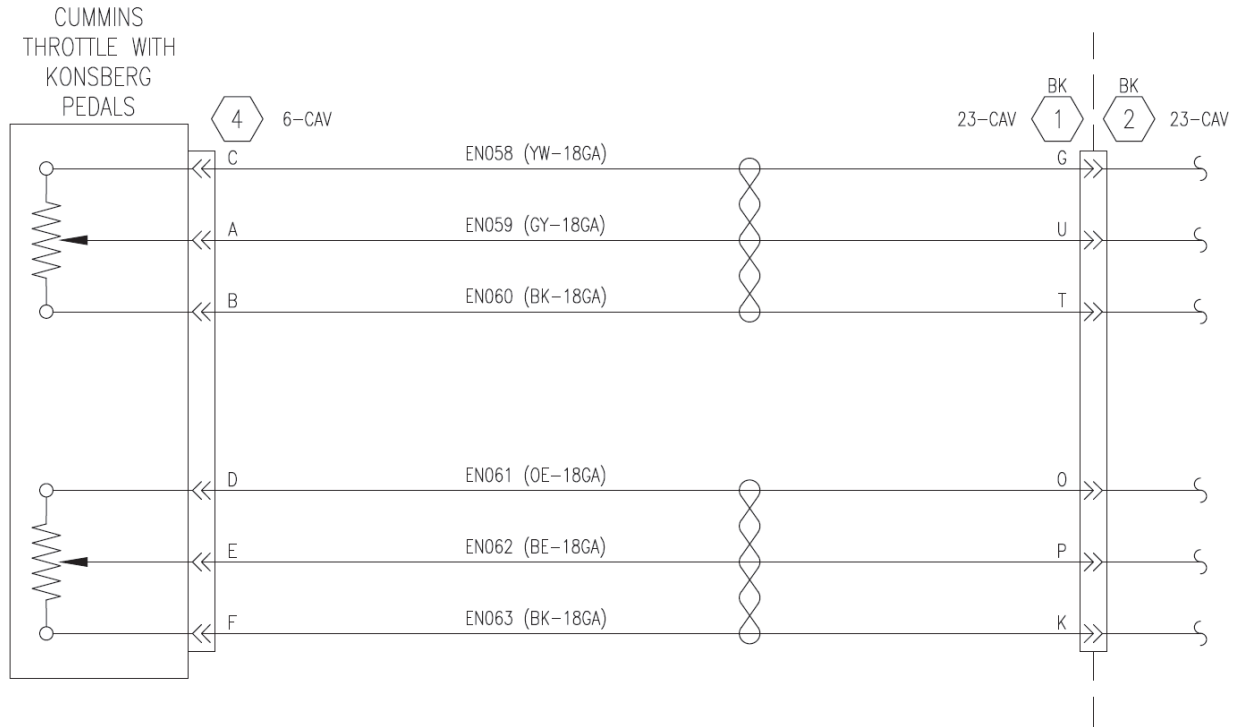 CUMMINS
THROTTLE WITH
KONSBERG
PEDALS
4 6-CAV
BK BK
23-CAV 1 2 23-CAV
C EN058 (YW-18GA) G
A EN059 (GY-18GA) U
B EN060 (BK-18GA) T
D EN061 (OE-18GA) O
E EN062 (BE-18GA) P
F EN063 (BK-18GA) K